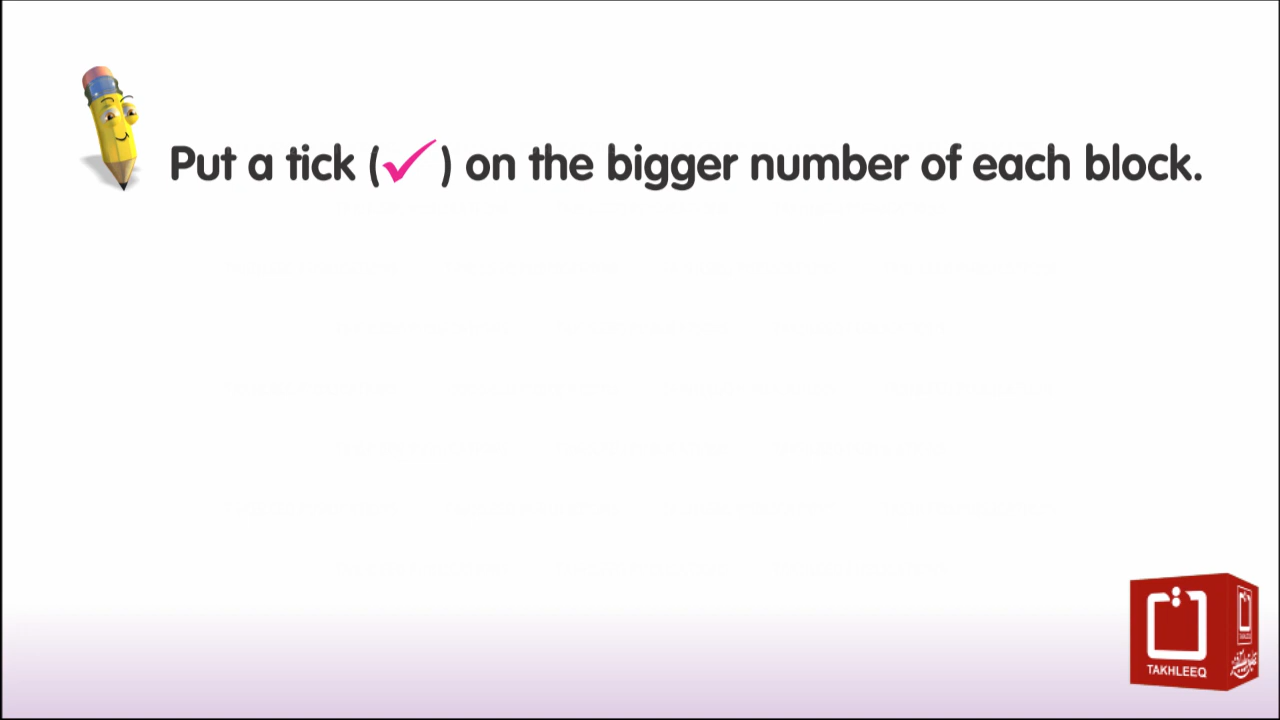 Put a tick (✓) on the bigger number of each block.
TAKHLEEQ